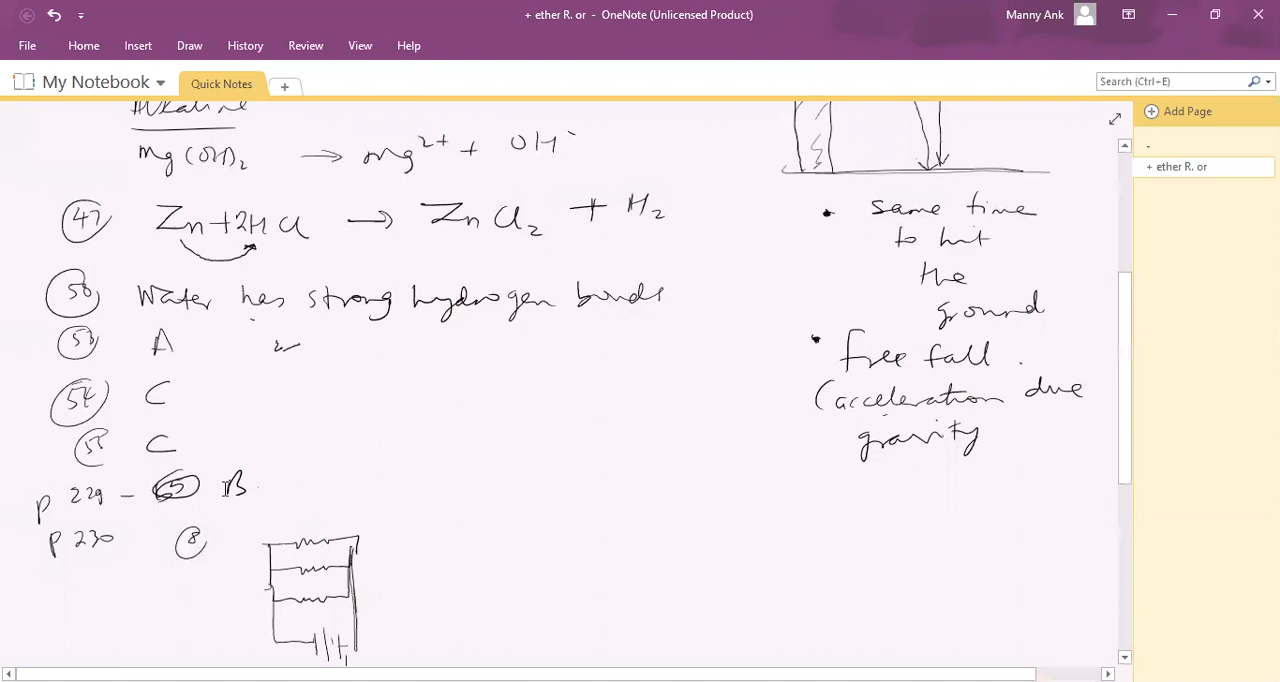 + ether R. or - OneNote (Unlicensed Product)
Manny Ank
File Home Insert Draw History Review View Help
My Notebook
Quick Notes
Search (Ctrl+E)
Add Page
-
+ ether R. or
Alkaline
Mg(OH)₂ → Mg²⁺ + OH⁻
47 Zn + 2HCl → ZnCl₂ + H₂
Water has strong hydrogen bonds
A
54 C
55 C
P 229 - B
P 230 8
• same time
to hit
the
ground
• free fall.
(acceleration due
gravity